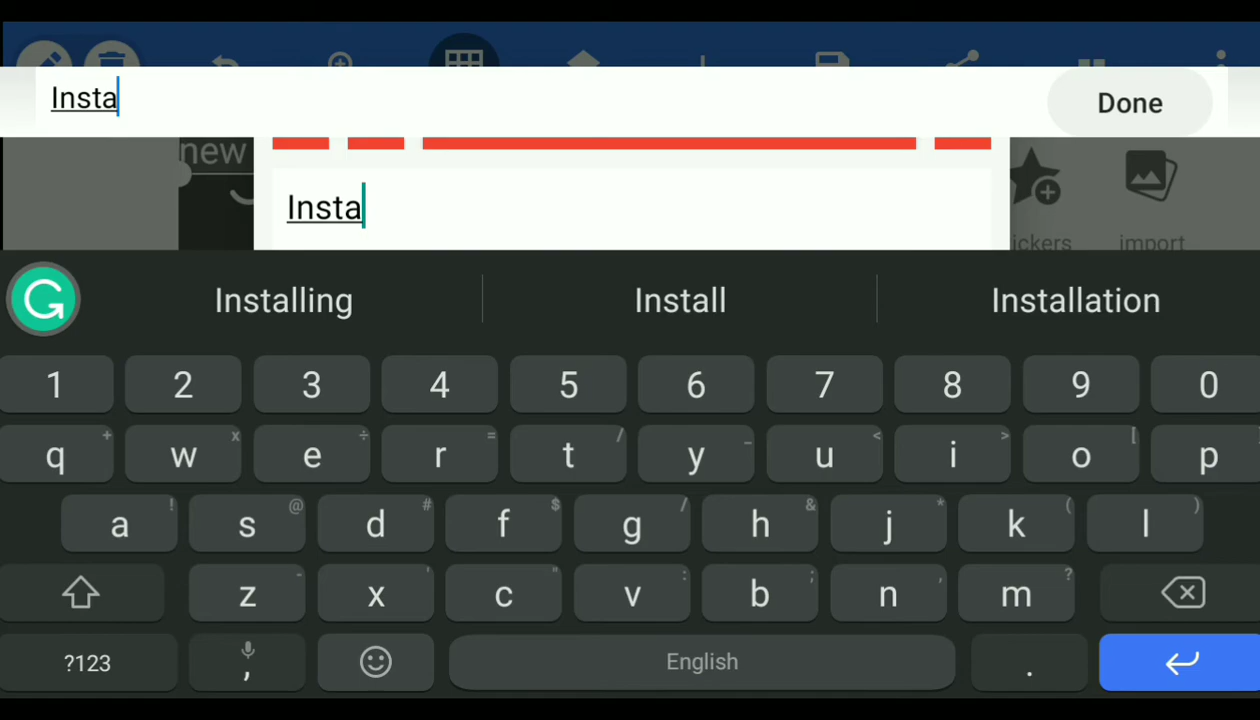 Insta
Done
new
Insta
ickers
import
Installing Install Installation
1 2 3 4 5 6 7 8 9 0
q + w x e ÷ r = t / y _ u < i > o [ p
a ! s @ d # f $ g / h & j * k ( l )
z - x ' c " v : b ; n , m ?
?123 , English .